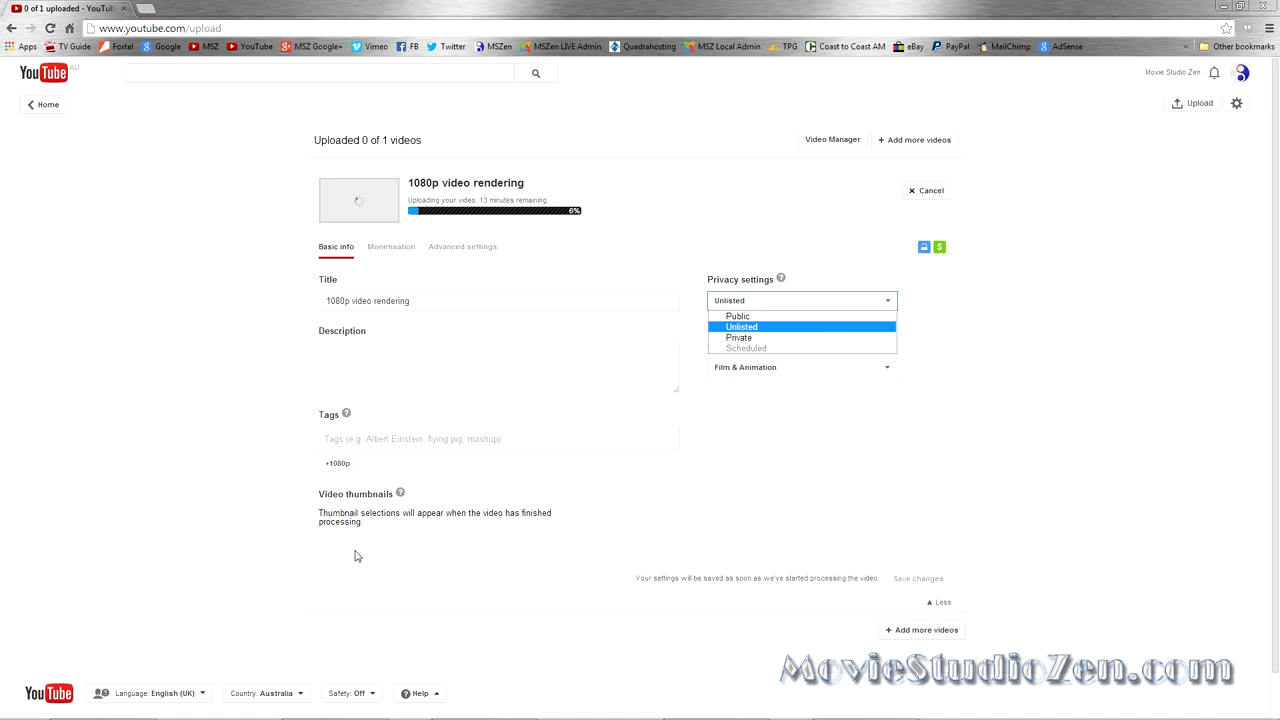 0 of 1 uploaded - YouTub
www.youtube.com/upload
Apps TV Guide Foxtel Google MSZ YouTube MSZ Google+ Vimeo FB Twitter MSZen MSZen LIVE Admin Quadrahosting MSZ Local Admin TPG Coast to Coast AM eBay PayPal MailChimp AdSense » Other bookmarks
YouTube AU
Movie Studio Zen
Home
Upload
Uploaded 0 of 1 videos
Video Manager
+ Add more videos
1080p video rendering
Cancel
Uploading your video. 13 minutes remaining.
6%
Basic info Monetisation Advanced settings
$
Title
1080p video rendering
Description
Tags ?
Tags (e.g. Albert Einstein, flying pig, mashup)
+1080p
Video thumbnails ?
Thumbnail selections will appear when the video has finished
processing.
Privacy settings ?
Unlisted
Public
Unlisted
Private
Scheduled
Film & Animation
Your settings will be saved as soon as we've started processing the video.
Save changes
Less
+ Add more videos
MovieStudioZen.com
YouTube
Language: English (UK)
Country: Australia
Safety: Off
? Help